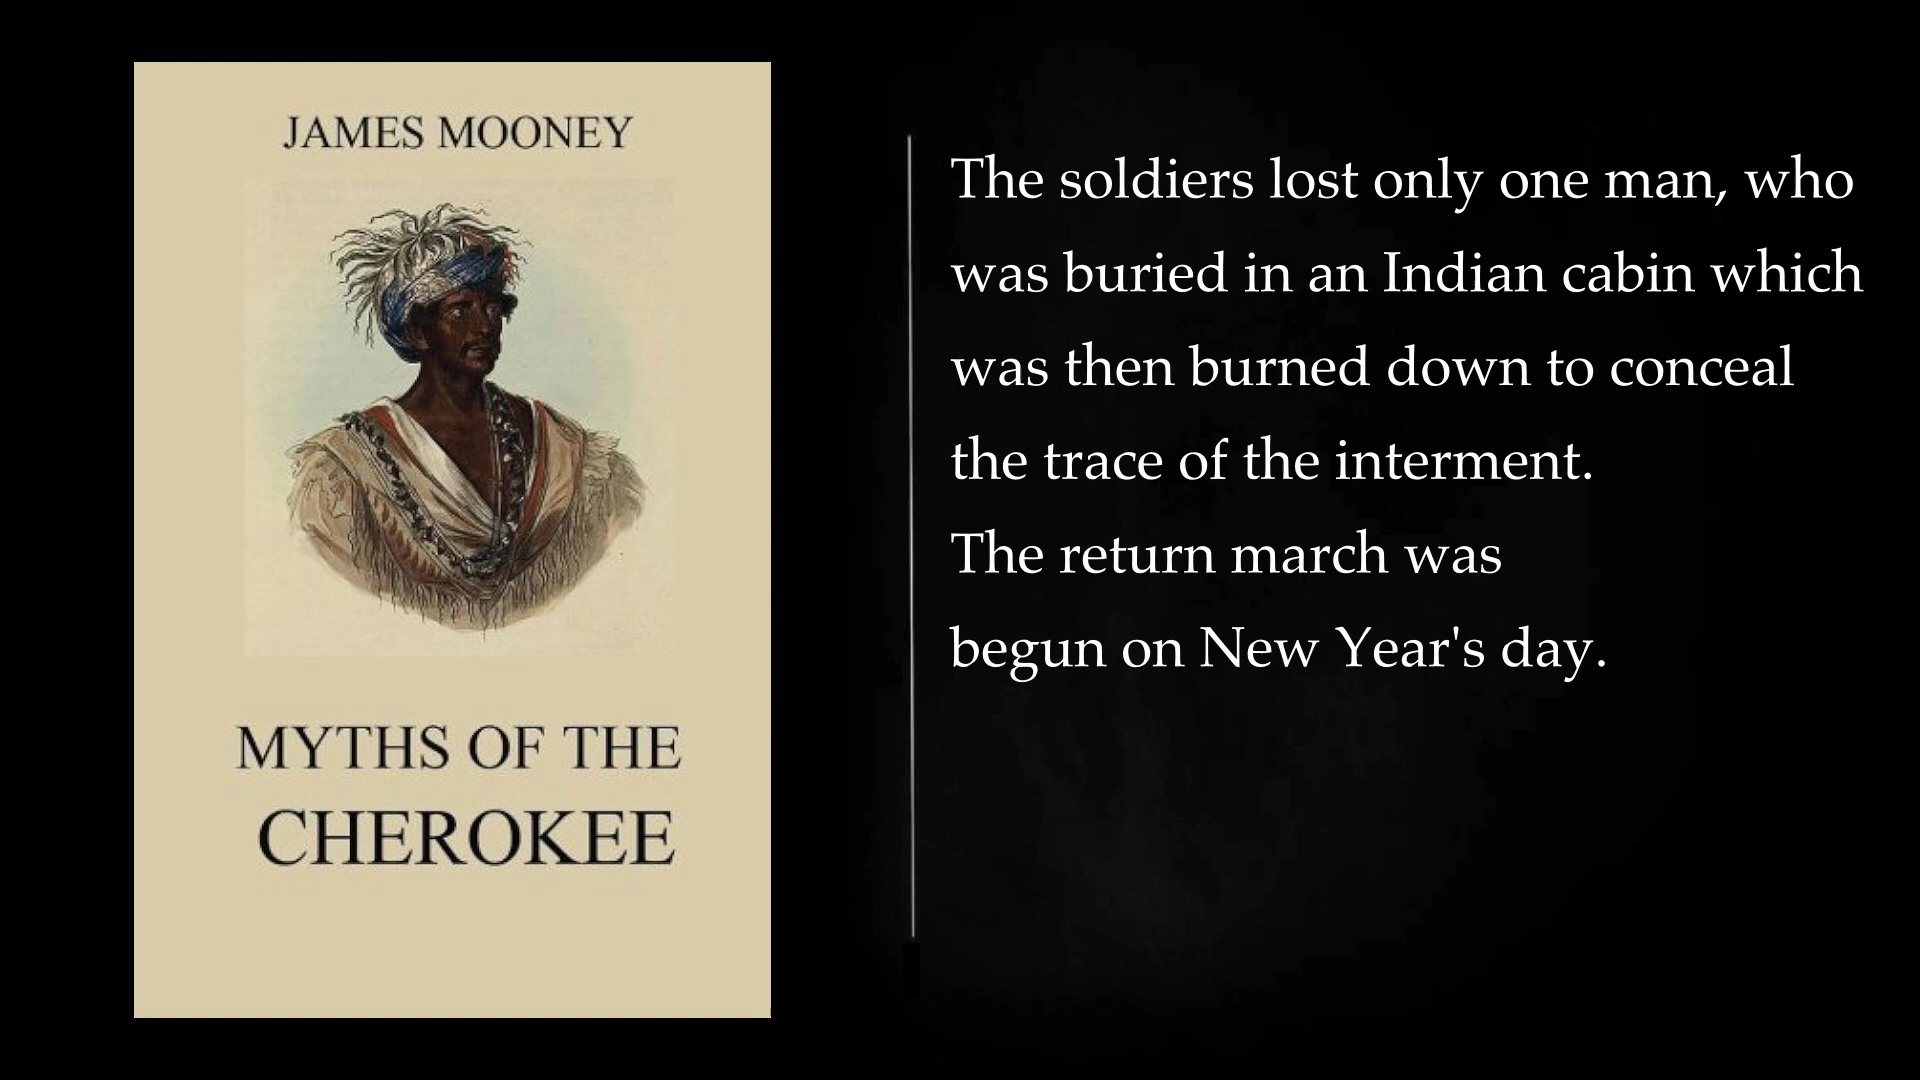 JAMES MOONEY
MYTHS OF THE
CHEROKEE
The soldiers lost only one man, who
was buried in an Indian cabin which
was then burned down to conceal
the trace of the interment.
The return march was
begun on New Year's day.